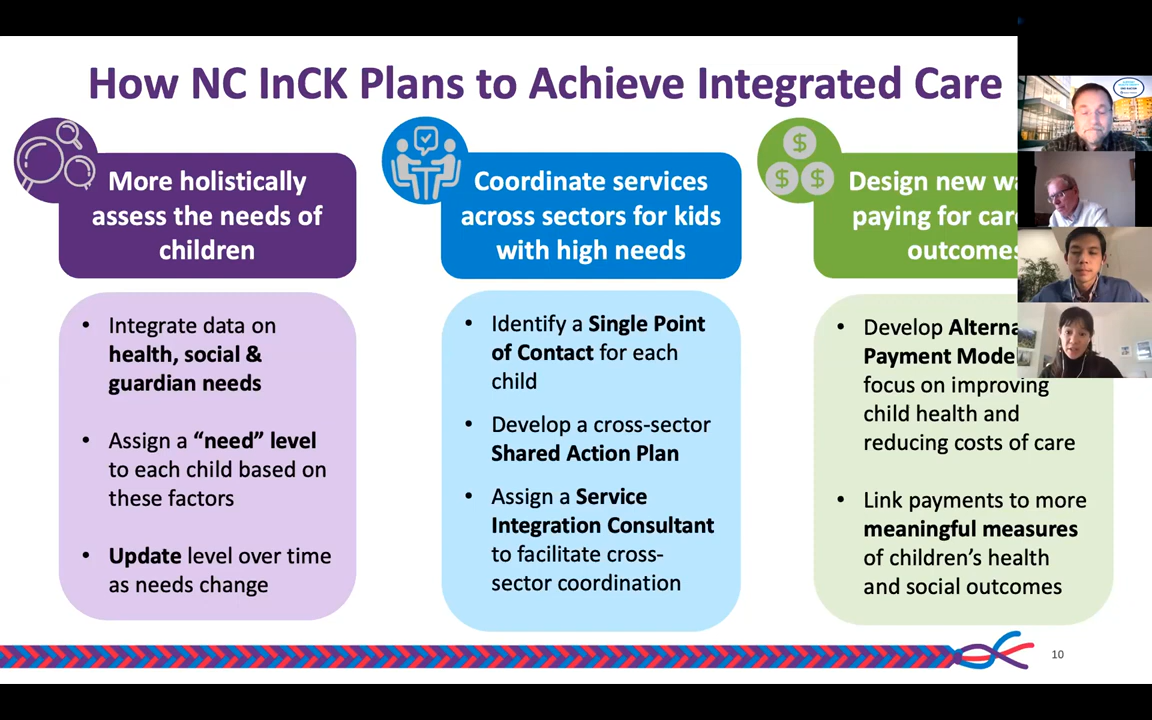 How NC InCK Plans to Achieve Integrated Care
More holistically
assess the needs of
children
• Integrate data on
health, social &
guardian needs
• Assign a “need” level
to each child based on
these factors
• Update level over time
as needs change
Coordinate services
across sectors for kids
with high needs
• Identify a Single Point
of Contact for each
child
• Develop a cross-sector
Shared Action Plan
• Assign a Service
Integration Consultant
to facilitate cross-
sector coordination
$
$ $
Design new
paying for
outcomes
• Develop
Payment
focus on improving
child health and
reducing costs of care
• Link payments to more
meaningful measures
of children’s health
and social outcomes
10